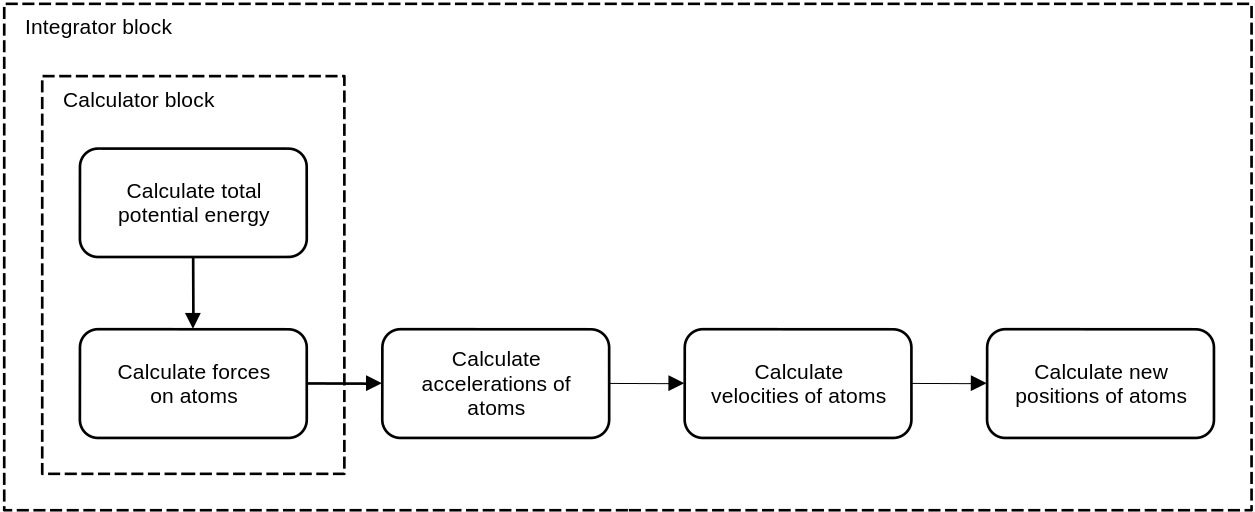 Integrator block
Calculator block
Calculate total
potential energy
Calculate forces
on atoms
Calculate
accelerations of
atoms
Calculate
velocities of atoms
Calculate new
positions of atoms